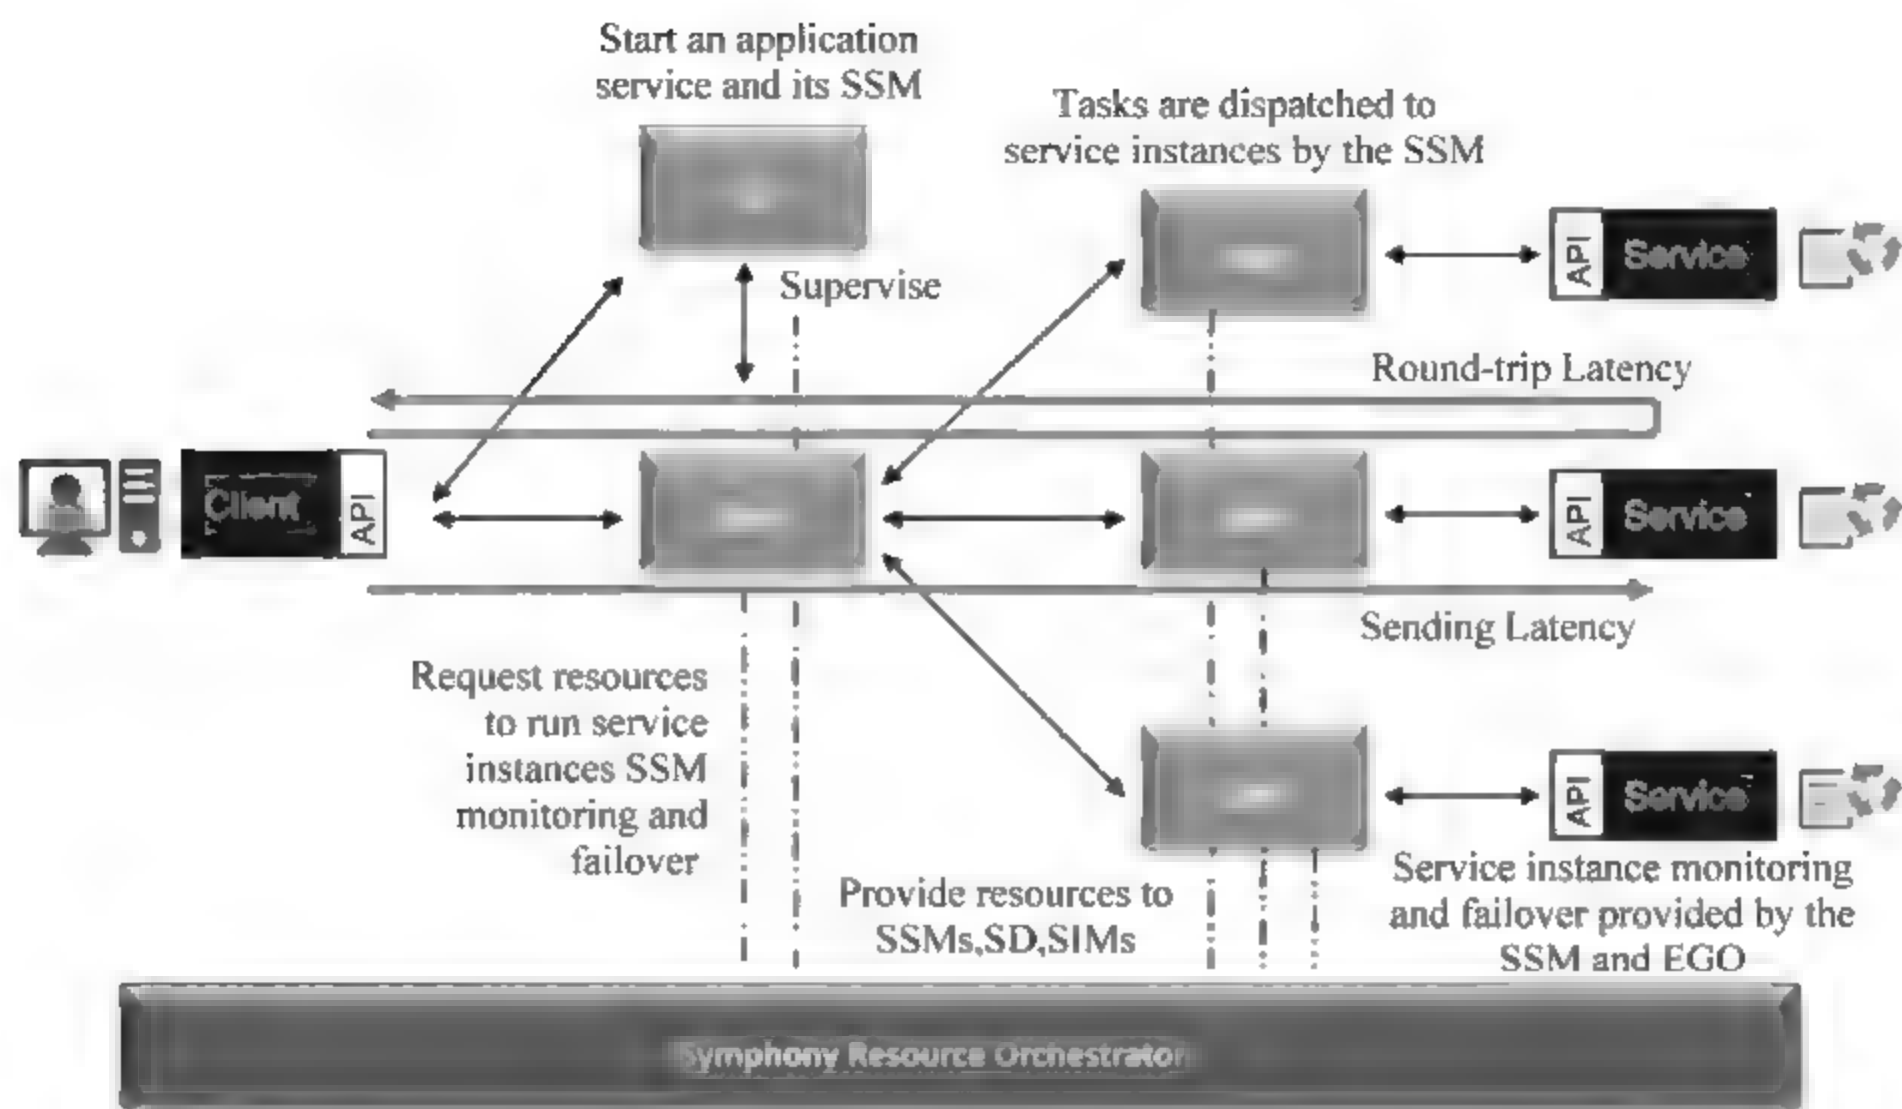 Start an application
service and its SSM
Tasks are dispatched to
service instances by the SSM
API
Service
Supervise
Round-trip Latency
Client
API
API
Service
Sending Latency
Request resources
to run service
instances SSM
monitoring and
failover
API
Service
Provide resources to
SSMs,SD,SIMs
Service instance monitoring
and failover provided by the
SSM and EGO
Symphony Resource Orchestrator